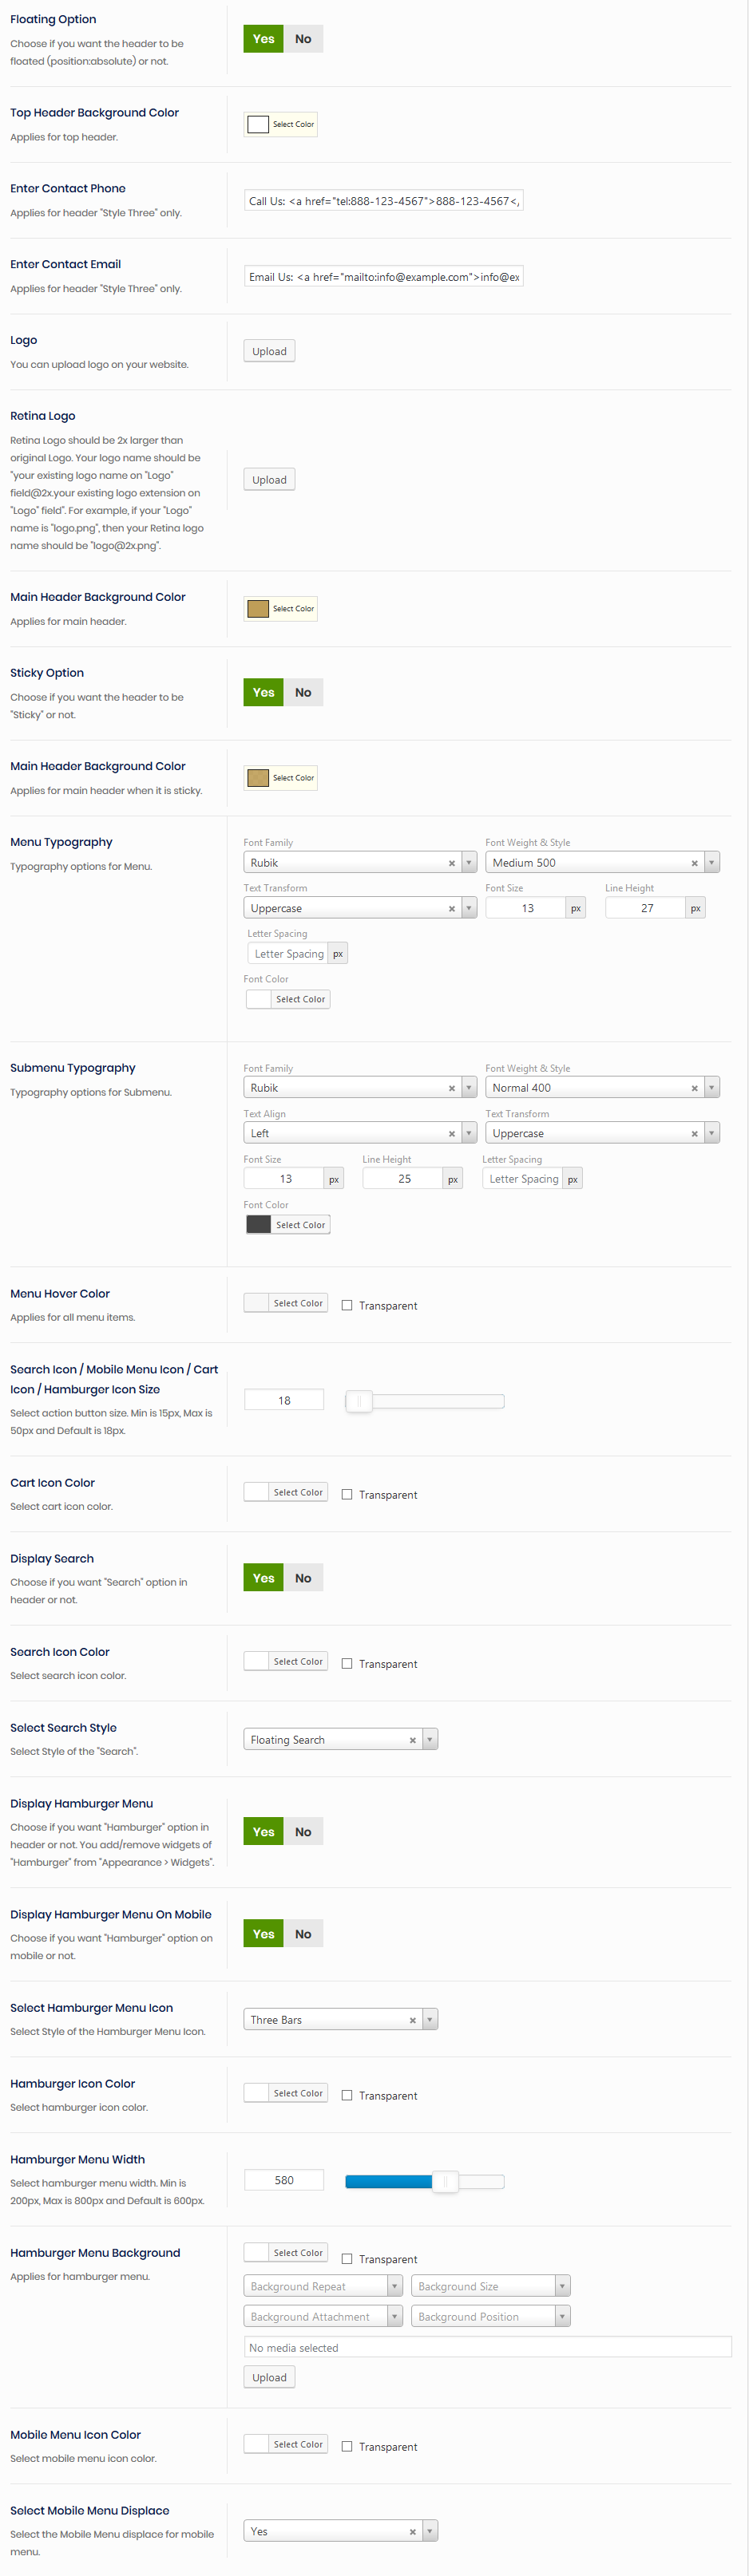 Floating Option
Choose if you want the header to be
floated (position:absolute) or not.
Yes No
Top Header Background Color
Applies for top header.
Select Color
Enter Contact Phone
Applies for header "Style Three" only.
Call Us: <a href="tel:888-123-4567">888-123-4567<,
Enter Contact Email
Applies for header "Style Three" only.
Email Us: <a href="mailto:info@example.com">info@ex
Logo
You can upload logo on your website.
Upload
Retina Logo
Retina Logo should be 2x larger than
original Logo. Your logo name should be
"your existing logo name on "Logo"
field@2x.your existing logo extension on
"Logo" field". For example, if your "Logo"
name is "logo.png", then your Retina logo
name should be "logo@2x.png".
Upload
Main Header Background Color
Applies for main header.
Select Color
Sticky Option
Choose if you want the header to be
"Sticky" or not.
Yes No
Main Header Background Color
Applies for main header when it is sticky.
Select Color
Menu Typography
Typography options for Menu.
Font Family Font Weight & Style
Rubik Medium 500
Text Transform Font Size Line Height
Uppercase 13 px 27 px
Letter Spacing
Letter Spacing px
Font Color
Select Color
Submenu Typography
Typography options for Submenu.
Font Family Font Weight & Style
Rubik Normal 400
Text Align Text Transform
Left Uppercase
Font Size Line Height Letter Spacing
13 px 25 px Letter Spacing px
Font Color
Select Color
Menu Hover Color
Applies for all menu items.
Select Color Transparent
Search Icon / Mobile Menu Icon / Cart
Icon / Hamburger Icon Size
Select action button size. Min is 15px, Max is
50px and Default is 18px.
18
Cart Icon Color
Select cart icon color.
Select Color Transparent
Display Search
Choose if you want "Search" option in
header or not.
Yes No
Search Icon Color
Select search icon color.
Select Color Transparent
Select Search Style
Select Style of the "Search".
Floating Search
Display Hamburger Menu
Choose if you want "Hamburger" option in
header or not. You add/remove widgets of
"Hamburger" from "Appearance > Widgets".
Yes No
Display Hamburger Menu On Mobile
Choose if you want "Hamburger" option on
mobile or not.
Yes No
Select Hamburger Menu Icon
Select Style of the Hamburger Menu Icon.
Three Bars
Hamburger Icon Color
Select hamburger icon color.
Select Color Transparent
Hamburger Menu Width
Select hamburger menu width. Min is
200px, Max is 800px and Default is 600px.
580
Hamburger Menu Background
Applies for hamburger menu.
Select Color Transparent
Background Repeat Background Size
Background Attachment Background Position
No media selected
Upload
Mobile Menu Icon Color
Select mobile menu icon color.
Select Color Transparent
Select Mobile Menu Displace
Select the Mobile Menu displace for mobile
menu.
Yes